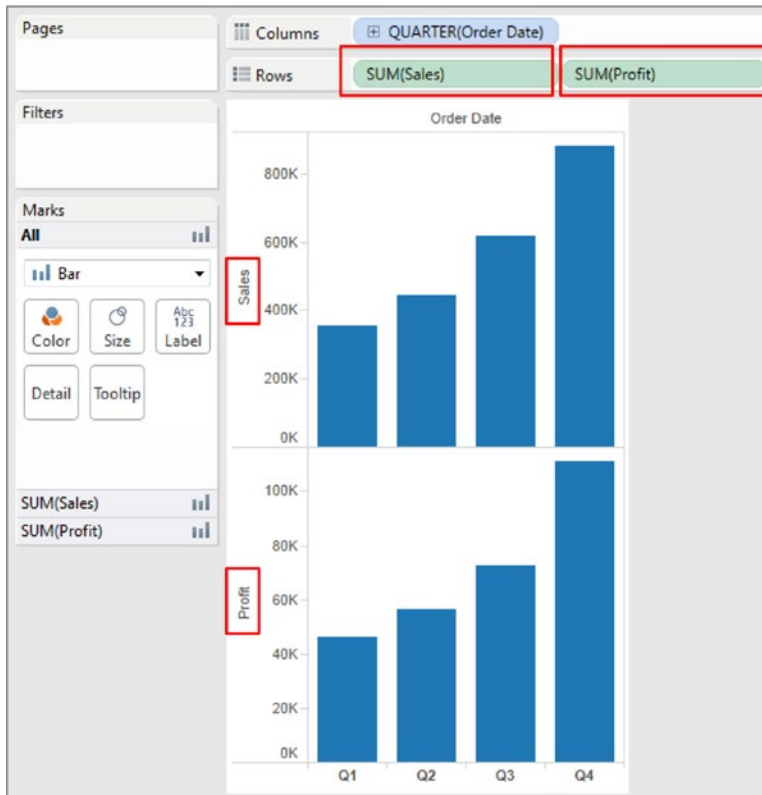 Pages
Columns
QUARTER(Order Date)
Rows
SUM(Sales)
SUM(Profit)
Filters
Marks
All
Bar
Color
Size
Abc
123
Label
Detail
Tooltip
SUM(Sales)
SUM(Profit)
Order Date
Sales
800K
600K
400K
200K
0K
Profit
100K
80K
60K
40K
20K
0K
Q1 Q2 Q3 Q4